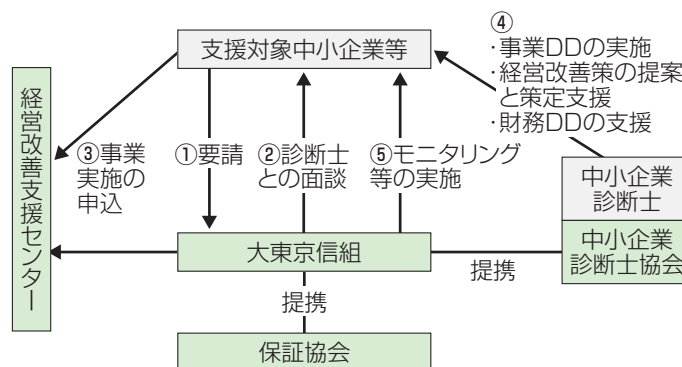 支援対象中小企業等
④
・事業DDの実施
・経営改善策の提案
と策定支援
・財務DDの支援
経営改善支援センター
③事業
実施の
申込
①要請
②診断士
との面談
⑤モニタリング
等の実施
中小企業
診断士
中小企業
診断士協会
大東京信組
提携
提携
保証協会